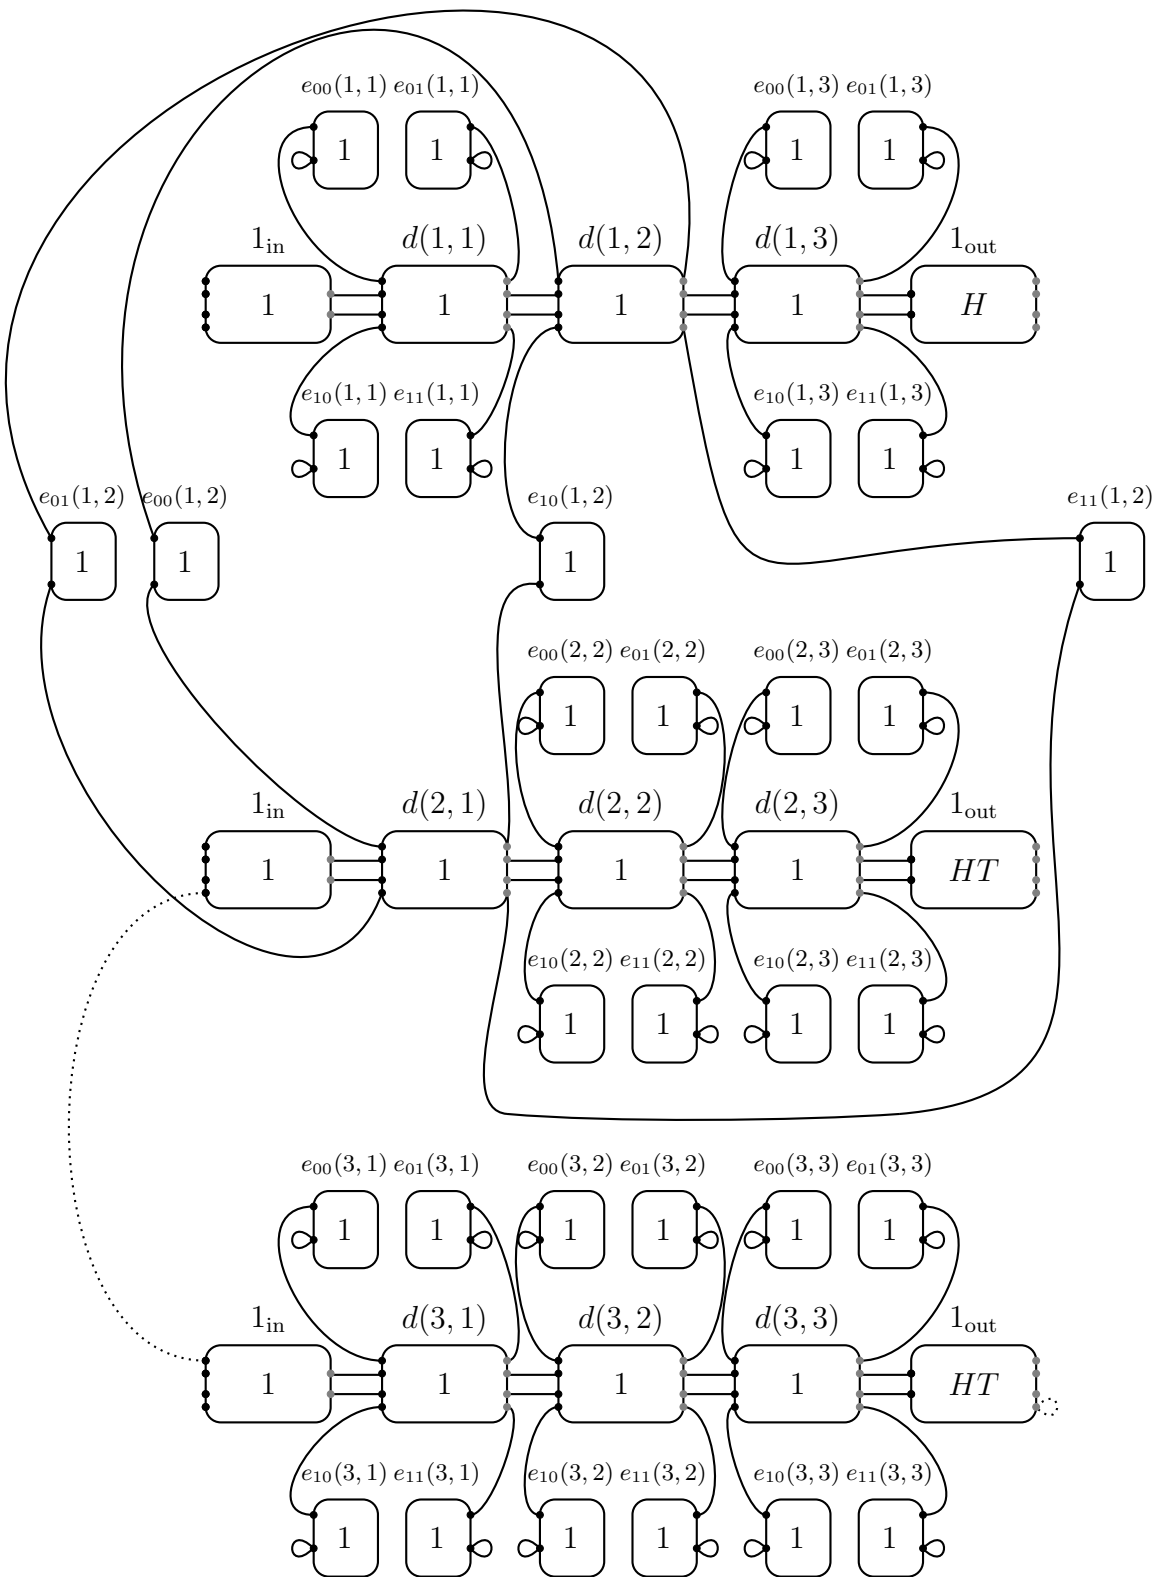 e₀₀(1, 1) e₀₁(1, 1) e₀₀(1, 3) e₀₁(1, 3)
1 1 1 1
1in d(1, 1) d(1, 2) d(1, 3) 1out
1 1 1 1 H
e₁₀(1, 1) e₁₁(1, 1) e₁₀(1, 3) e₁₁(1, 3)
1 1 1 1
e₀₁(1, 2) e₀₀(1, 2) e₁₀(1, 2) e₁₁(1, 2)
1 1 1 1
e₀₀(2, 2) e₀₁(2, 2) e₀₀(2, 3) e₀₁(2, 3)
1 1 1 1
1in d(2, 1) d(2, 2) d(2, 3) 1out
1 1 1 1 HT
e₁₀(2, 2) e₁₁(2, 2) e₁₀(2, 3) e₁₁(2, 3)
1 1 1 1
e₀₀(3, 1) e₀₁(3, 1) e₀₀(3, 2) e₀₁(3, 2) e₀₀(3, 3) e₀₁(3, 3)
1 1 1 1 1 1
1in d(3, 1) d(3, 2) d(3, 3) 1out
1 1 1 1 HT
e₁₀(3, 1) e₁₁(3, 1) e₁₀(3, 2) e₁₁(3, 2) e₁₀(3, 3) e₁₁(3, 3)
1 1 1 1 1 1